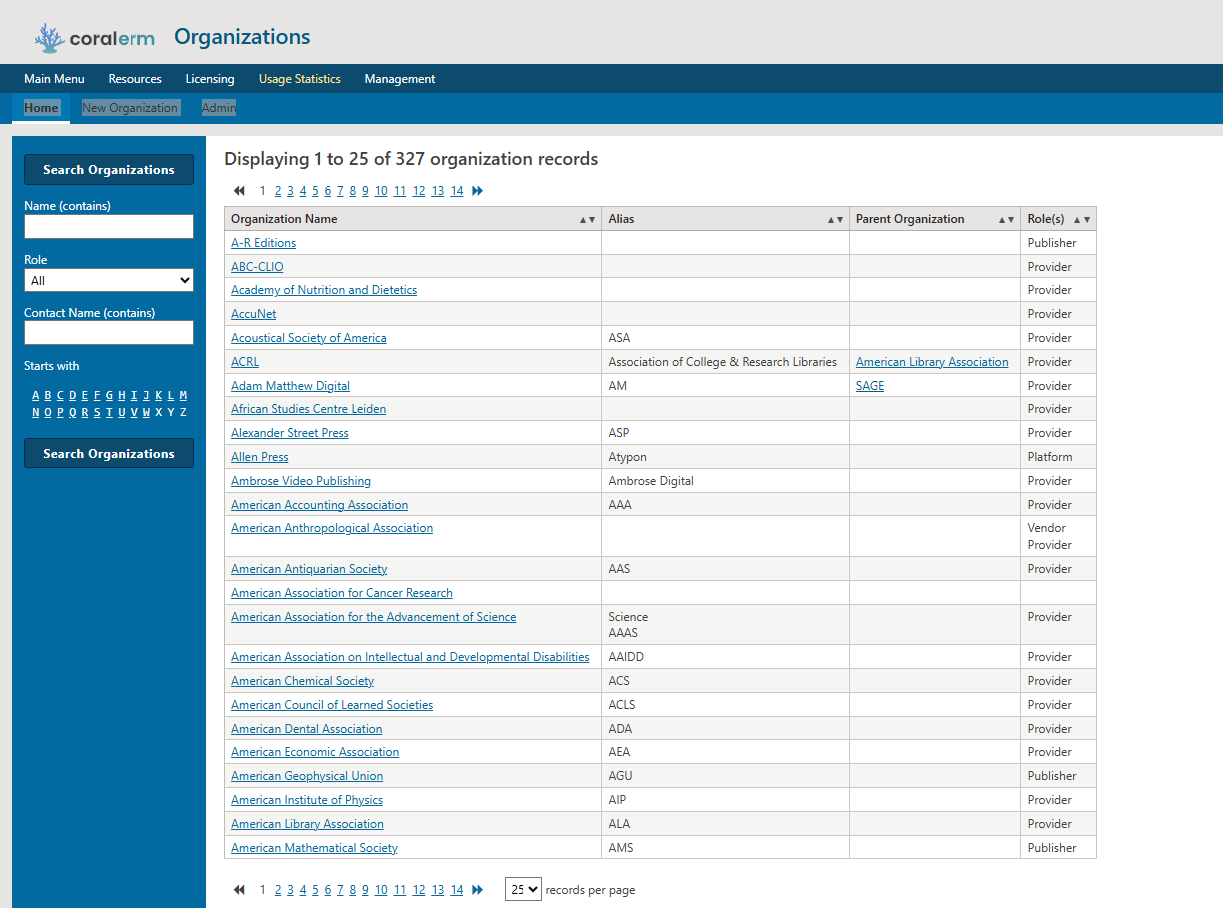 coralerm Organizations
Main Menu Resources Licensing Usage Statistics Management
Home New Organization Admin
Search Organizations
Name (contains)
Role
All
Contact Name (contains)
Starts with
A B C D E F G H I J K L M
N O P Q R S T U V W X Y Z
Search Organizations
Displaying 1 to 25 of 327 organization records
1 2 3 4 5 6 7 8 9 10 11 12 13 14
Organization Name ▲▼ Alias ▲▼ Parent Organization ▲▼ Role(s) ▲▼
A-R Editions Publisher
ABC-CLIO Provider
Academy of Nutrition and Dietetics Provider
AccuNet Provider
Acoustical Society of America ASA Provider
ACRL Association of College & Research Libraries American Library Association Provider
Adam Matthew Digital AM SAGE Provider
African Studies Centre Leiden Provider
Alexander Street Press ASP Provider
Allen Press Atypon Platform
Ambrose Video Publishing Ambrose Digital Provider
American Accounting Association AAA Provider
American Anthropological Association Vendor
Provider
American Antiquarian Society AAS Provider
American Association for Cancer Research
American Association for the Advancement of Science Science Provider
AAAS
American Association on Intellectual and Developmental Disabilities AAIDD Provider
American Chemical Society ACS Provider
American Council of Learned Societies ACLS Provider
American Dental Association ADA Provider
American Economic Association AEA Provider
American Geophysical Union AGU Publisher
American Institute of Physics AIP Provider
American Library Association ALA Provider
American Mathematical Society AMS Publisher
1 2 3 4 5 6 7 8 9 10 11 12 13 14 25 records per page